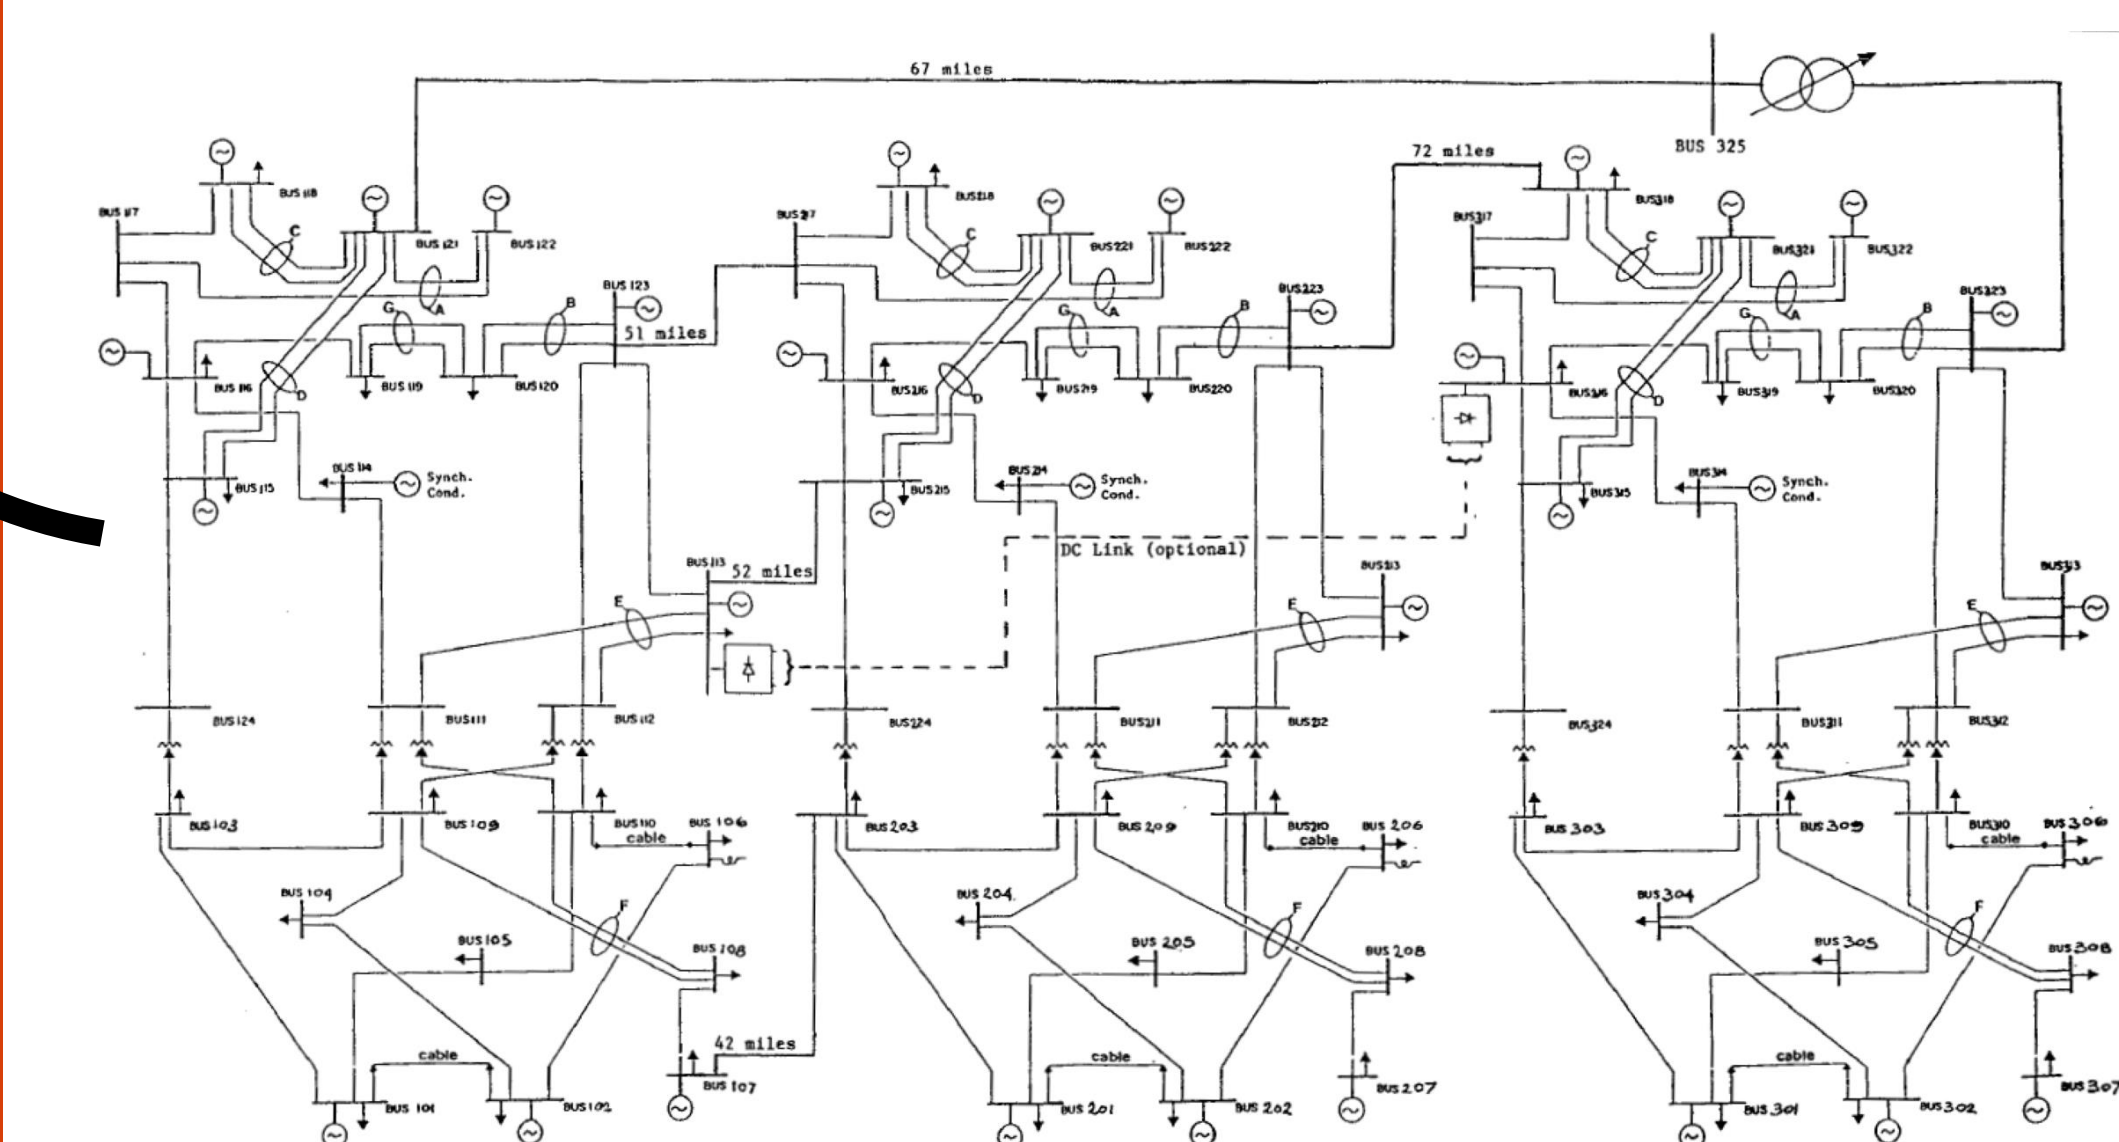 67 miles
BUS 325
72 miles
BUS 118
BUS 218
BUS 318
BUS 117
C
BUS 121
BUS 122
BUS 217
C
BUS 221
BUS 222
BUS 317
C
BUS 321
BUS 322
A
A
A
BUS 123
BUS 223
BUS 323
G
B
G
B
G
B
51 miles
BUS 116
D
BUS 119
BUS 120
BUS 216
D
BUS 219
BUS 220
BUS 316
D
BUS 319
BUS 320
BUS 115
BUS 114
Synch.
Cond.
BUS 215
BUS 214
Synch.
Cond.
BUS 315
BUS 314
Synch.
Cond.
DC Link (optional)
BUS 113
52 miles
BUS 213
BUS 313
E
E
E
BUS 124
BUS 111
BUS 112
BUS 224
BUS 211
BUS 212
BUS 324
BUS 311
BUS 312
BUS 103
BUS 109
BUS 110
BUS 106
cable
BUS 203
BUS 209
BUS 210
BUS 206
cable
BUS 303
BUS 309
BUS 310
BUS 306
cable
BUS 104
F
BUS 204
F
BUS 304
F
BUS 105
BUS 108
BUS 205
BUS 208
BUS 305
BUS 308
42 miles
cable
cable
cable
BUS 107
BUS 207
BUS 307
BUS 101
BUS 102
BUS 201
BUS 202
BUS 301
BUS 302